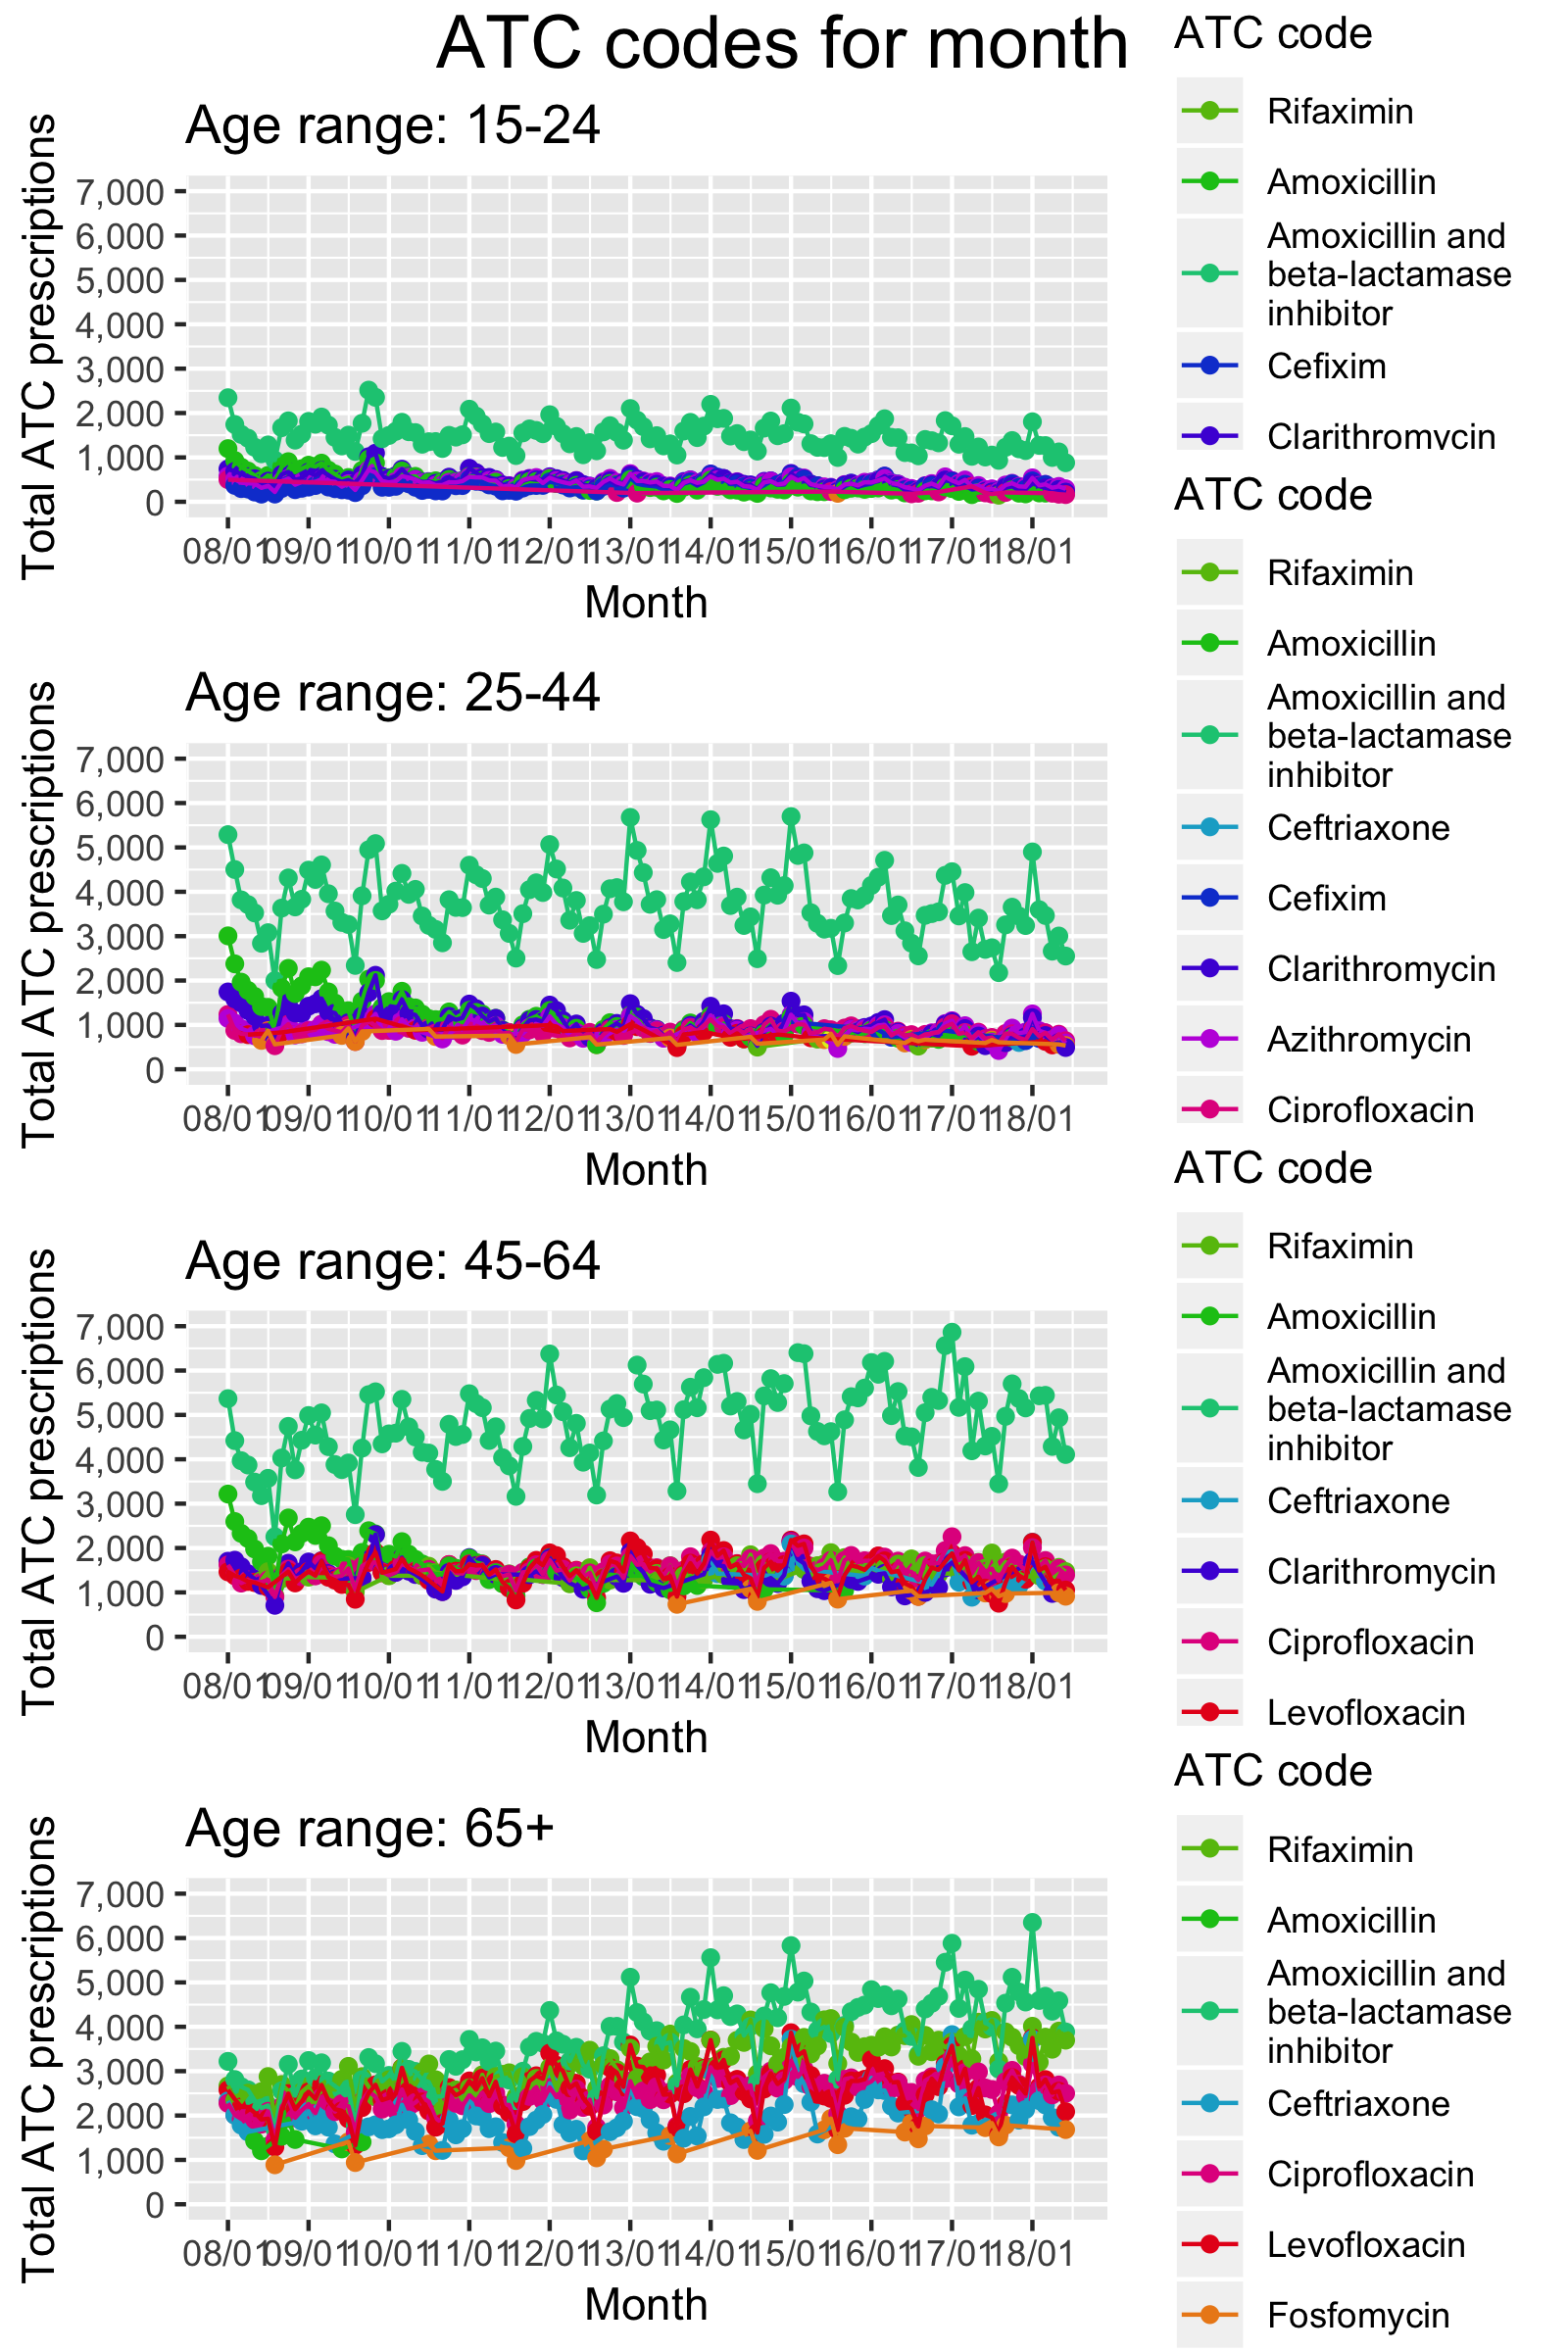 ATC codes for month
Age range: 15-24
Total ATC prescriptions
7,000
6,000
5,000
4,000
3,000
2,000
1,000
0
08/01
09/01
10/01
11/01
12/01
13/01
14/01
15/01
16/01
17/01
18/01
Month
ATC code
Rifaximin
Amoxicillin
Amoxicillin and
beta-lactamase
inhibitor
Cefixim
Clarithromycin
Age range: 25-44
Total ATC prescriptions
7,000
6,000
5,000
4,000
3,000
2,000
1,000
0
08/01
09/01
10/01
11/01
12/01
13/01
14/01
15/01
16/01
17/01
18/01
Month
ATC code
Rifaximin
Amoxicillin
Amoxicillin and
beta-lactamase
inhibitor
Ceftriaxone
Cefixim
Clarithromycin
Azithromycin
Ciprofloxacin
Age range: 45-64
Total ATC prescriptions
7,000
6,000
5,000
4,000
3,000
2,000
1,000
0
08/01
09/01
10/01
11/01
12/01
13/01
14/01
15/01
16/01
17/01
18/01
Month
ATC code
Rifaximin
Amoxicillin
Amoxicillin and
beta-lactamase
inhibitor
Ceftriaxone
Clarithromycin
Ciprofloxacin
Levofloxacin
Age range: 65+
Total ATC prescriptions
7,000
6,000
5,000
4,000
3,000
2,000
1,000
0
08/01
09/01
10/01
11/01
12/01
13/01
14/01
15/01
16/01
17/01
18/01
Month
ATC code
Rifaximin
Amoxicillin
Amoxicillin and
beta-lactamase
inhibitor
Ceftriaxone
Ciprofloxacin
Levofloxacin
Fosfomycin